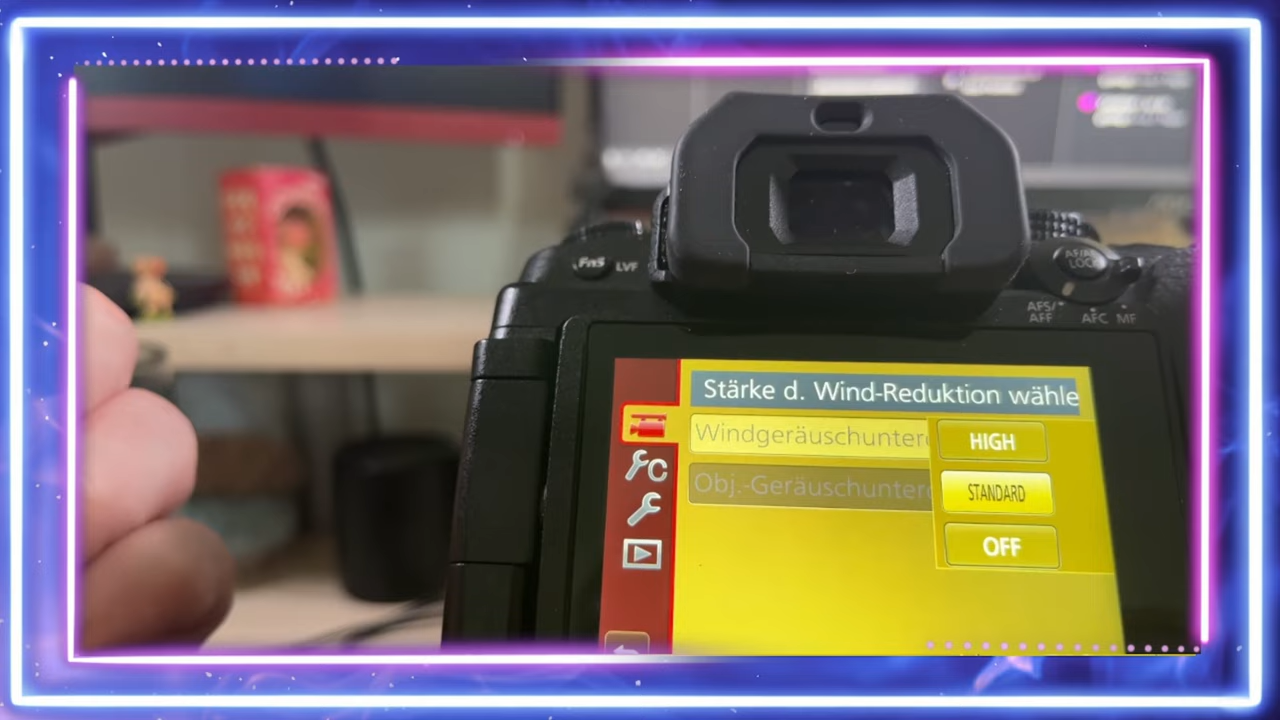 Fn5 LVF
AF/AE
LOCK
AFS/
AFF AFC MF
Stärke d. Wind-Reduktion wähle
Windgeräuschunter
HIGH
Obj.-Geräuschunter
STANDARD
OFF
C